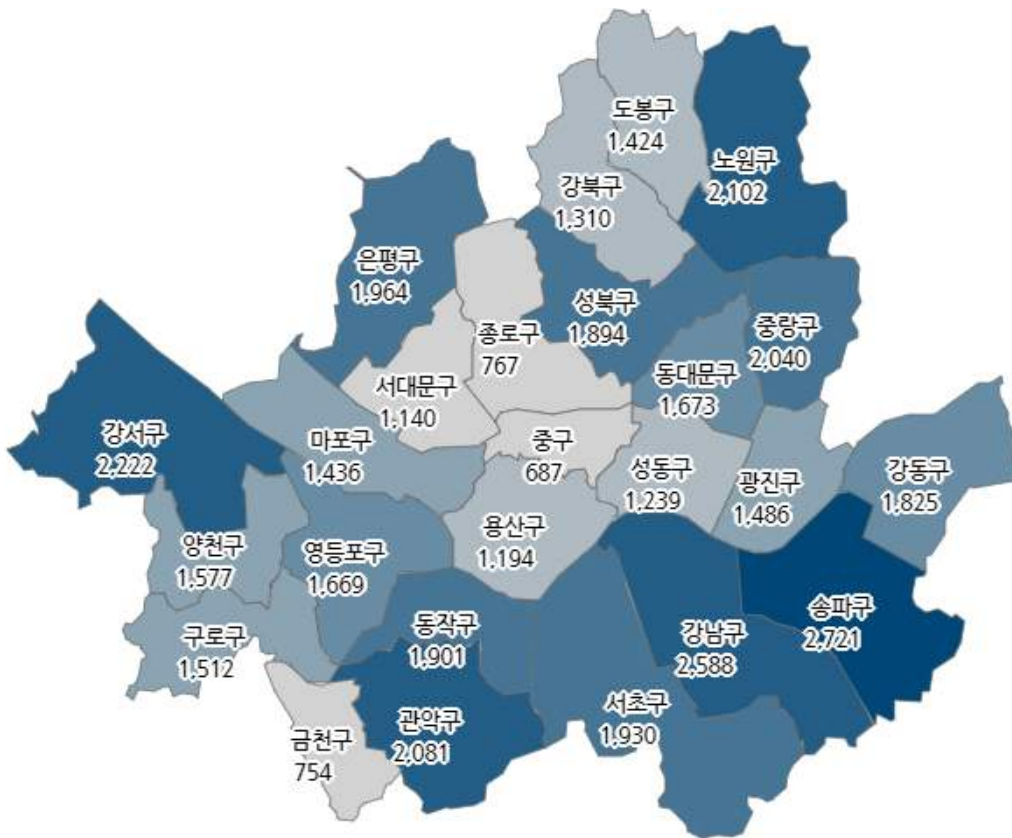 도봉구
1,424
노원구
2,102
강북구
1,310
은평구
1,964
성북구
1,894
중랑구
2,040
종로구
767
동대문구
1,673
서대문구
1,140
강서구
2,222
마포구
1,436
중구
687
성동구
1,239
광진구
1,486
강동구
1,825
용산구
1,194
양천구
1,577
영등포구
1,669
송파구
2,721
구로구
1,512
동작구
1,901
강남구
2,588
서초구
1,930
관악구
2,081
금천구
754